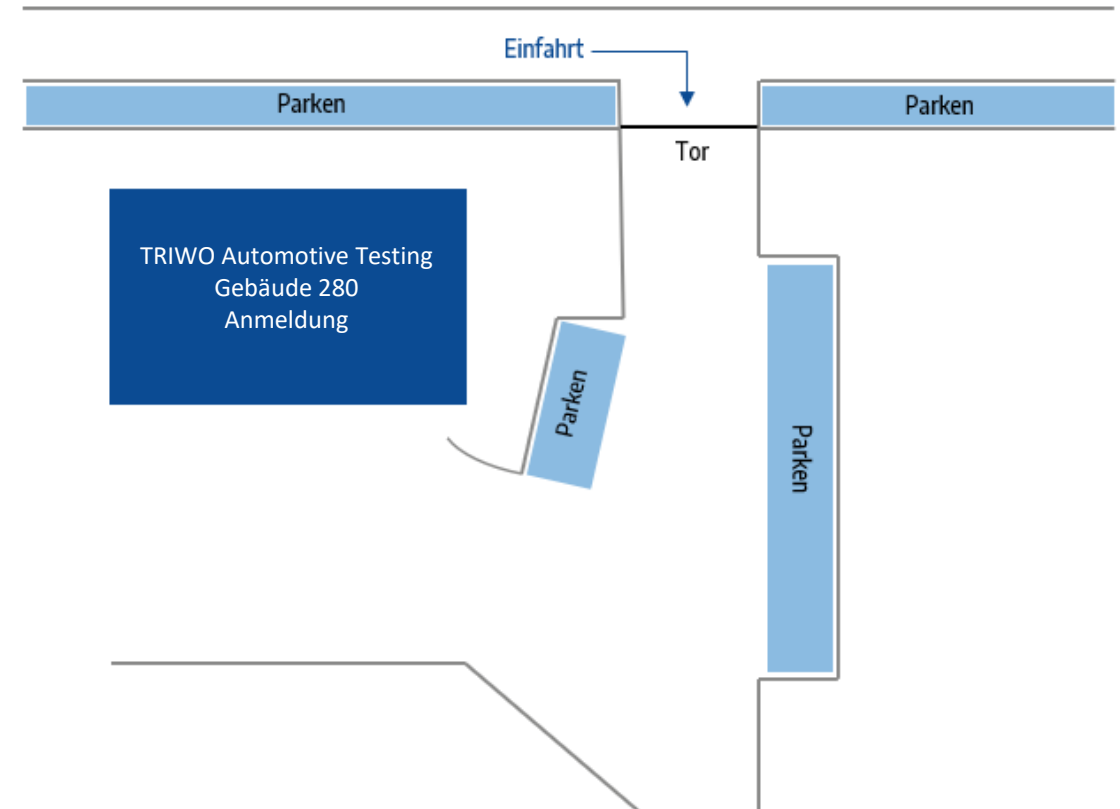 Einfahrt
Parken
Parken
Tor
TRIWO Automotive Testing
Gebäude 280
Anmeldung
Parken
Parken